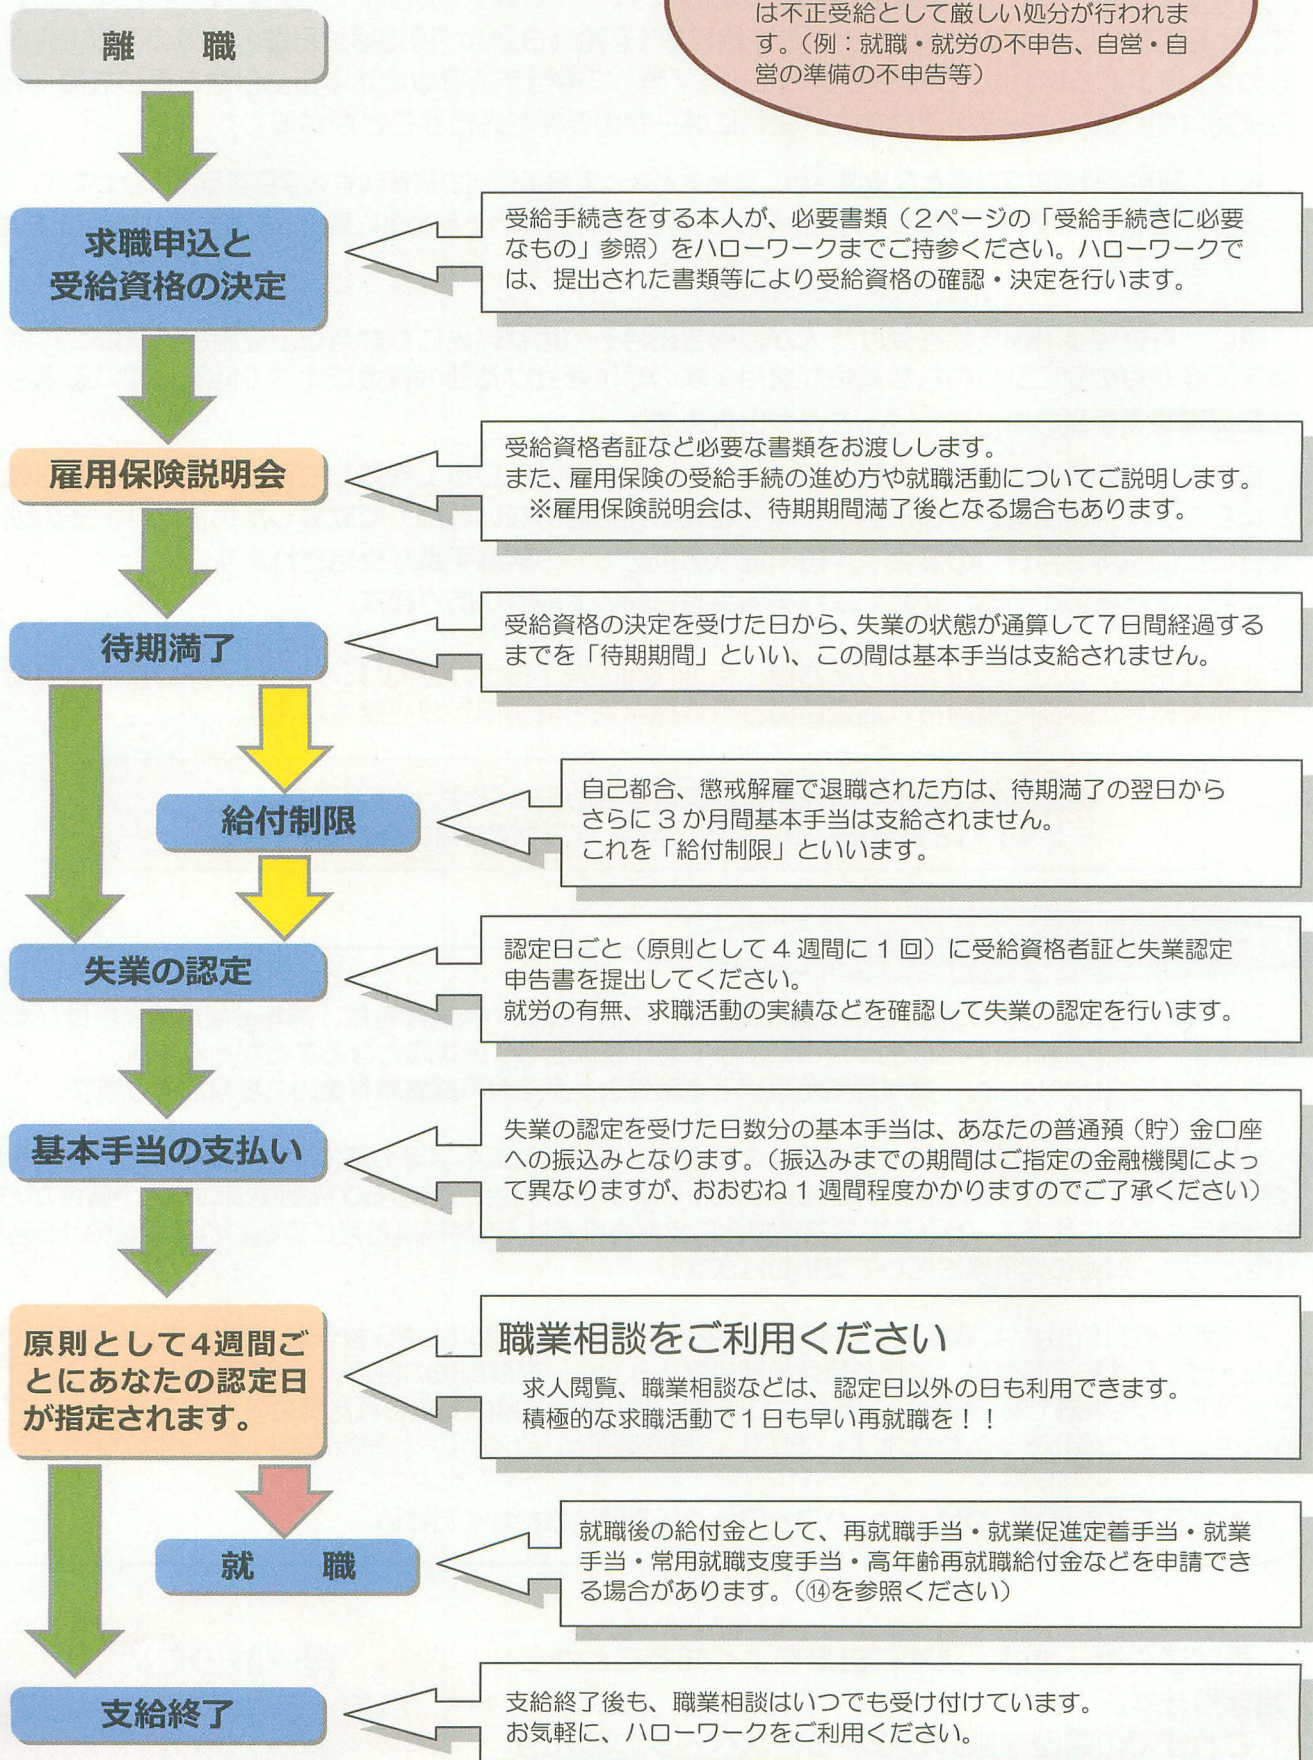 は不正受給として厳しい処分が行われま
す。（例：就職・就労の不申告、自営・自
営の準備の不申告等）
離　職
求職申込と
受給資格の決定
受給手続きをする本人が、必要書類（２ページの「受給手続きに必要
なもの」参照）をハローワークまでご持参ください。ハローワークで
は、提出された書類等により受給資格の確認・決定を行います。
雇用保険説明会
受給資格者証など必要な書類をお渡しします。
また、雇用保険の受給手続の進め方や就職活動についてご説明します。
※雇用保険説明会は、待期期間満了後となる場合もあります。
待期満了
受給資格の決定を受けた日から、失業の状態が通算して７日間経過する
までを「待期期間」といい、この間は基本手当は支給されません。
給付制限
自己都合、懲戒解雇で退職された方は、待期満了の翌日から
さらに３か月間基本手当は支給されません。
これを「給付制限」といいます。
失業の認定
認定日ごと（原則として４週間に１回）に受給資格者証と失業認定
申告書を提出してください。
就労の有無、求職活動の実績などを確認して失業の認定を行います。
基本手当の支払い
失業の認定を受けた日数分の基本手当は、あなたの普通預（貯）金口座
への振込みとなります。（振込みまでの期間はご指定の金融機関によっ
て異なりますが、おおむね１週間程度かかりますのでご了承ください）
原則として4週間ご
とにあなたの認定日
が指定されます。
職業相談をご利用ください
求人閲覧、職業相談などは、認定日以外の日も利用できます。
積極的な求職活動で１日も早い再就職を！！
就　職
就職後の給付金として、再就職手当・就業促進定着手当・就業
手当・常用就職支度手当・高年齢再就職給付金などを申請でき
る場合があります。（⑭を参照ください）
支給終了
支給終了後も、職業相談はいつでも受け付けています。
お気軽に、ハローワークをご利用ください。